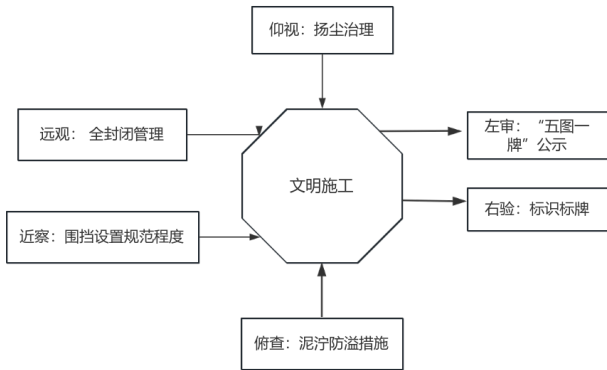 仰视：扬尘治理
远观： 全封闭管理
左审：“五图一
牌”公示
文明施工
右验：标识标牌
近察：围挡设置规范程度
俯查：泥泞防溢措施